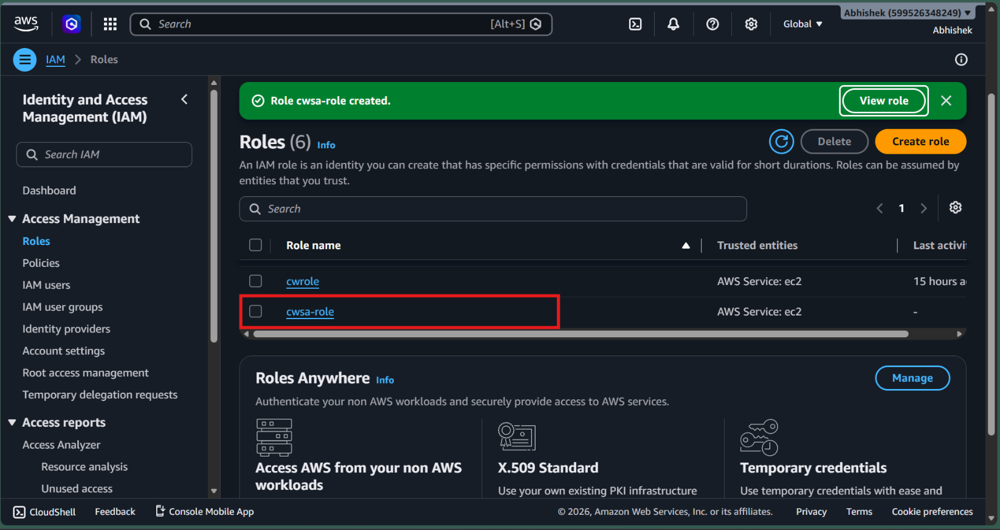 aws
Search
[Alt+S]
Global
Abhishek (599526348249)
Abhishek
IAM
Roles
Identity and Access
Management (IAM)
Search IAM
Dashboard
Access Management
Roles
Policies
IAM users
IAM user groups
Identity providers
Account settings
Root access management
Temporary delegation requests
Access reports
Access Analyzer
Resource analysis
Unused access
Role cwsa-role created.
View role
Roles (6) Info
Delete
Create role
An IAM role is an identity you can create that has specific permissions with credentials that are valid for short durations. Roles can be assumed by
entities that you trust.
Search
1
Role name
Trusted entities
Last activi
cwrole
AWS Service: ec2
15 hours a
cwsa-role
AWS Service: ec2
-
Roles Anywhere Info
Manage
Authenticate your non AWS workloads and securely provide access to AWS services.
Access AWS from your non AWS
workloads
X.509 Standard
Use your own existing PKI infrastructure
Temporary credentials
Use temporary credentials with ease and
CloudShell
Feedback
Console Mobile App
© 2026, Amazon Web Services, Inc. or its affiliates.
Privacy
Terms
Cookie preferences